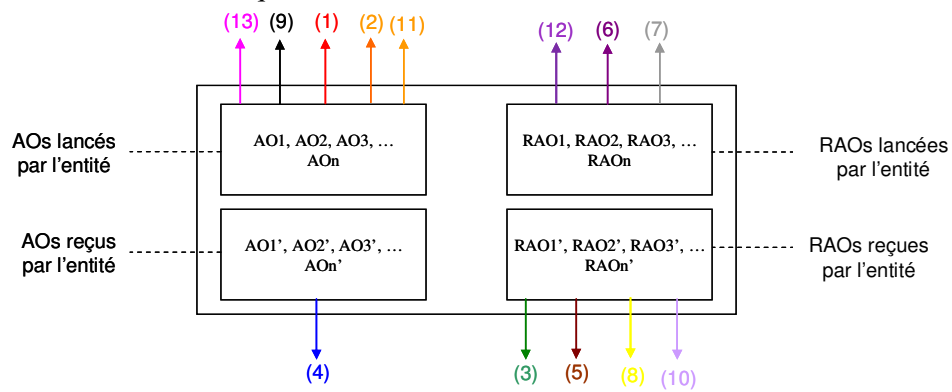 (13) (9) (1) (2) (11) (12) (6) (7)
AOs lancés
par l'entité
AO1, AO2, AO3, …
AOn
RAO1, RAO2, RAO3, …
RAOn
RAOs lancées
par l'entité
AOs reçus
par l'entité
AO1', AO2', AO3', …
AOn'
RAO1', RAO2', RAO3', …
RAOn'
RAOs reçues
par l'entité
(4) (3) (5) (8) (10)